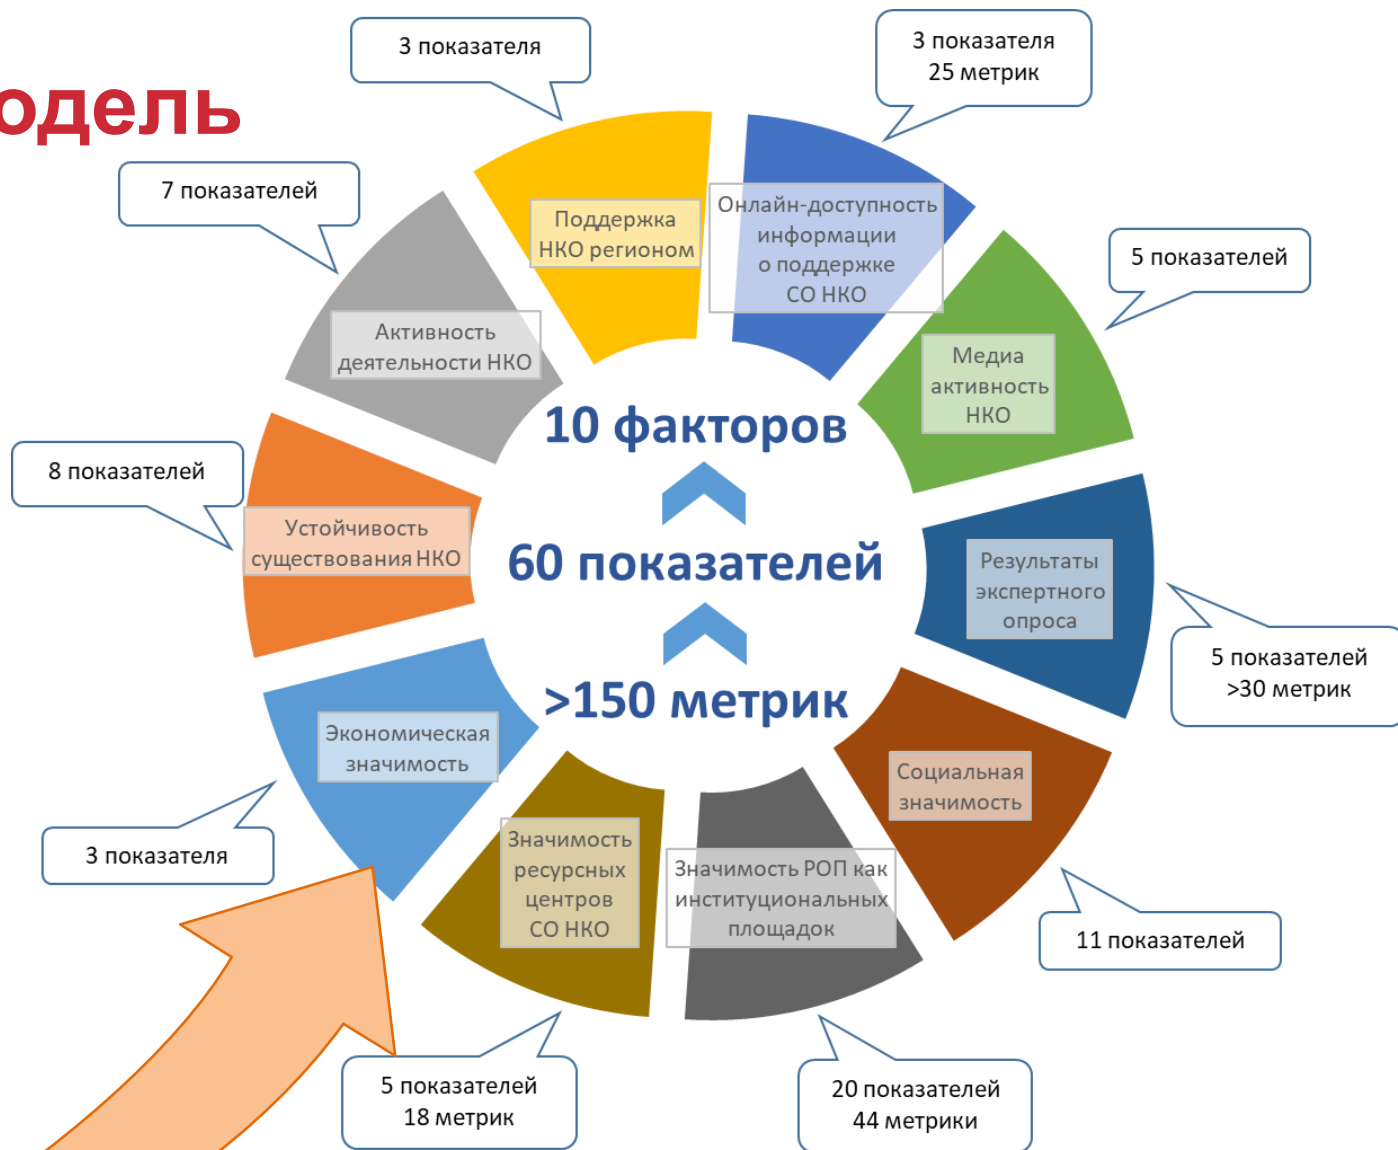 одель
3 показателя
3 показателя
25 метрик
7 показателей
Поддержка
НКО регионом
Онлайн-доступность
информации
о поддержке
СО НКО
5 показателей
Активность
деятельности НКО
Медиа
активность
НКО
10 факторов
8 показателей
Устойчивость
существования НКО
60 показателей
Результаты
экспертного
опроса
5 показателей
>30 метрик
>150 метрик
Экономическая
значимость
Социальная
значимость
3 показателя
Значимость
ресурсных
центров
СО НКО
Значимость РОП как
институциональных
площадок
11 показателей
5 показателей
18 метрик
20 показателей
44 метрики